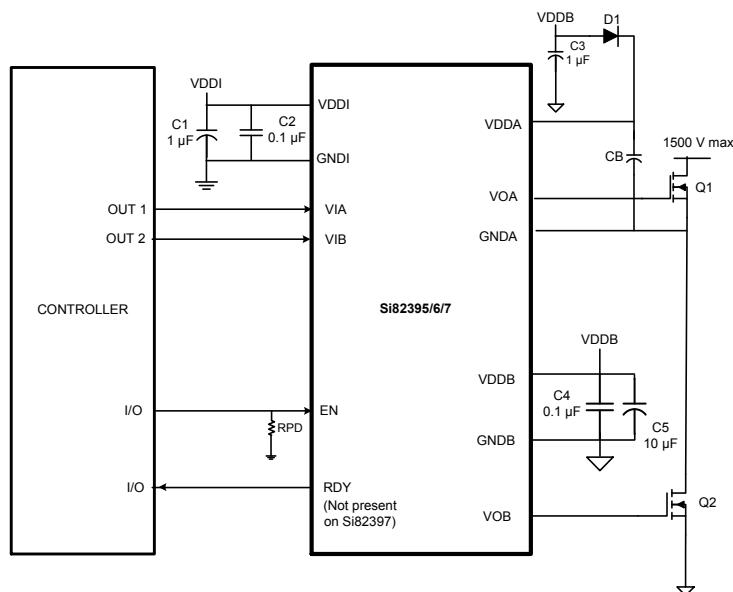 VDDB
D1
C3
1 µF
VDDI
C1
1 µF
C2
0.1 µF
VDDI
GNDI
VDDA
CB
1500 V max
VOA
Q1
GNDA
OUT 1
VIA
OUT 2
VIB
CONTROLLER
Si82395/6/7
VDDB
VDDB
C4
0.1 µF
C5
10 µF
GNDB
I/O
EN
RPD
I/O
RDY
(Not present
on Si82397)
VOB
Q2